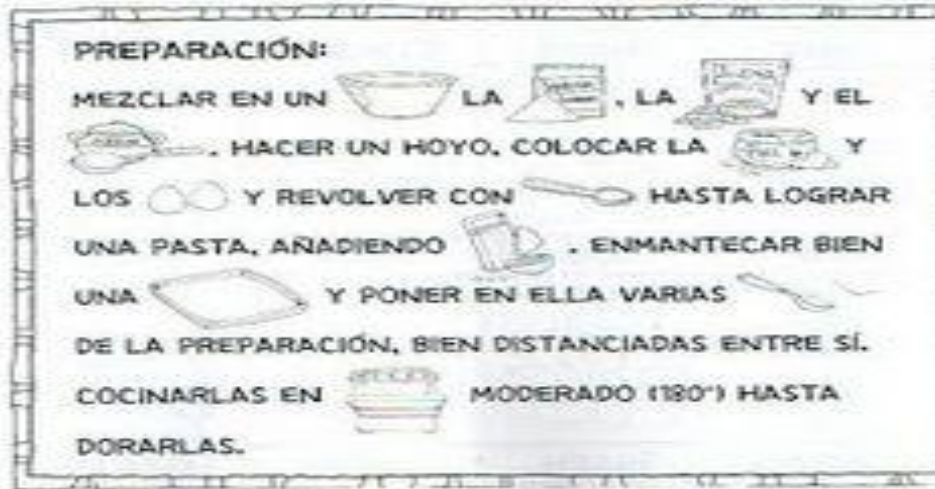 PREPARACIÓN:
MEZCLAR EN UN LA , LA Y EL
. HACER UN HOYO, COLOCAR LA Y
LOS Y REVOLVER CON HASTA LOGRAR
UNA PASTA, AÑADIENDO . ENMANTECAR BIEN
UNA Y PONER EN ELLA VARIAS
DE LA PREPARACIÓN, BIEN DISTANCIADAS ENTRE SÍ.
COCINARLAS EN MODERADO (180°) HASTA
DORARLAS.